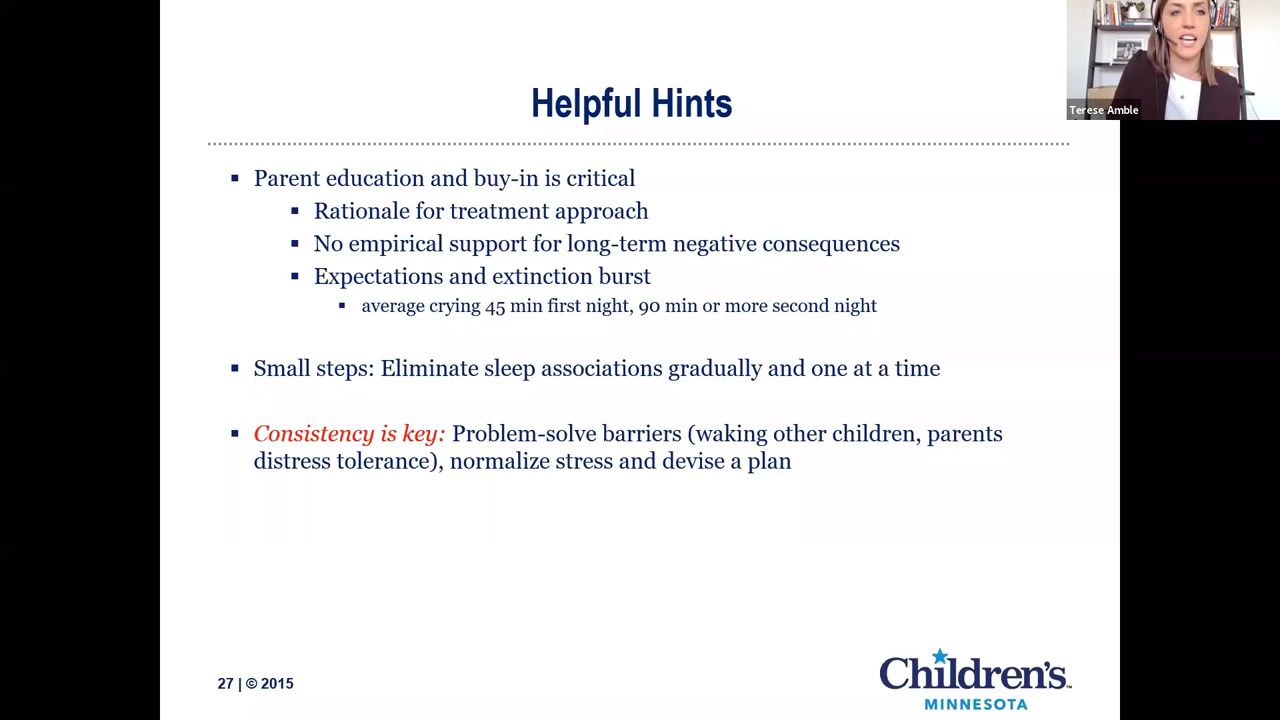 Terese Amble
Helpful Hints
▪ Parent education and buy-in is critical
▪ Rationale for treatment approach
▪ No empirical support for long-term negative consequences
▪ Expectations and extinction burst
▪ average crying 45 min first night, 90 min or more second night
▪ Small steps: Eliminate sleep associations gradually and one at a time
▪ Consistency is key: Problem-solve barriers (waking other children, parents
distress tolerance), normalize stress and devise a plan
27 | © 2015
Children's™
MINNESOTA